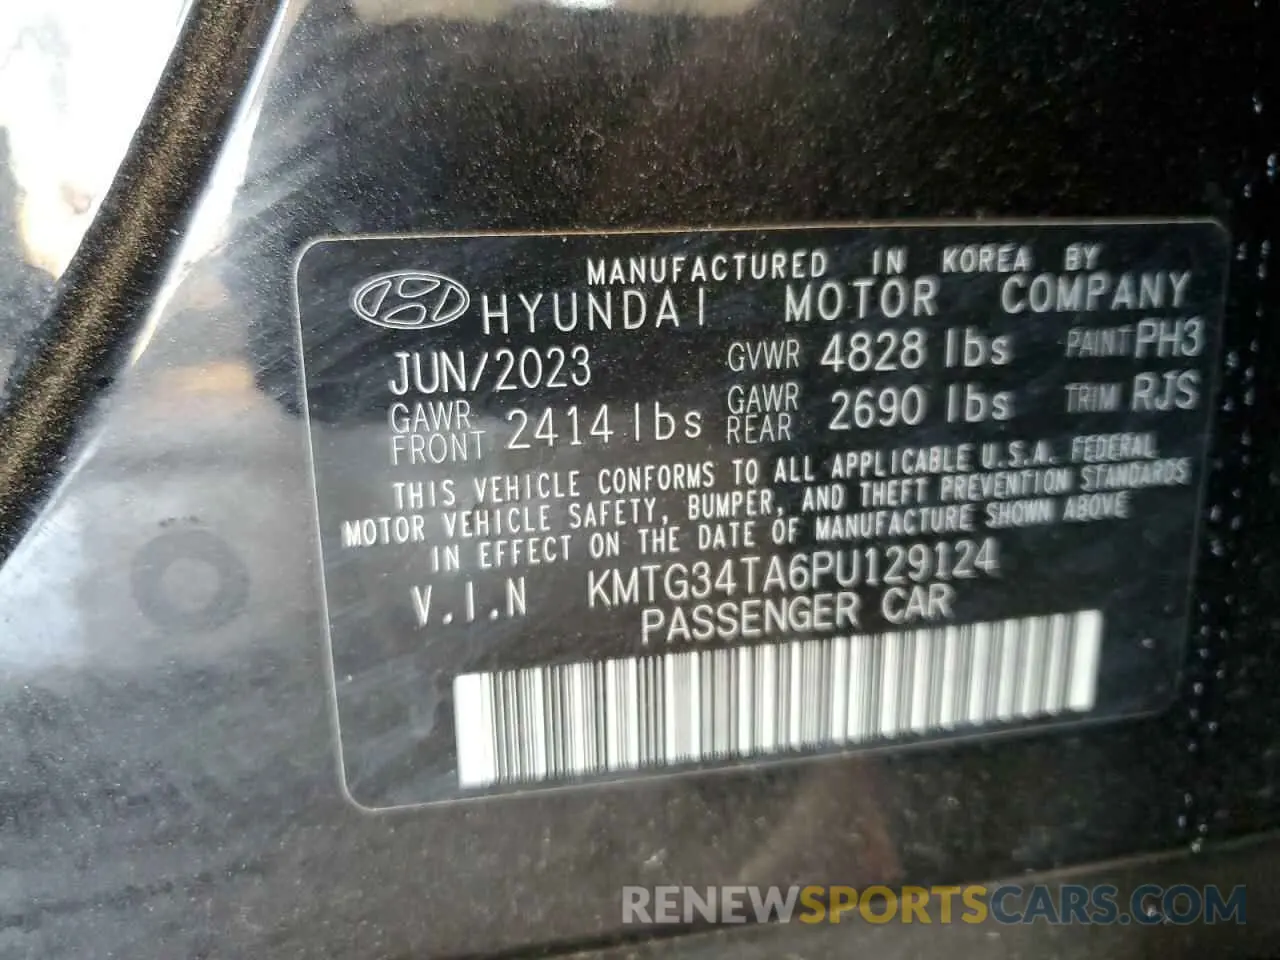 MANUFACTURED IN KOREA BY
HYUNDAI MOTOR COMPANY
JUN/2023 GVWR 4828 lbs PAINT PH3
GAWR FRONT 2414 lbs GAWR REAR 2690 lbs TRIM RJS
THIS VEHICLE CONFORMS TO ALL APPLICABLE U.S.A. FEDERAL
MOTOR VEHICLE SAFETY, BUMPER, AND THEFT PREVENTION STANDARDS
IN EFFECT ON THE DATE OF MANUFACTURE SHOWN ABOVE
V.I.N KMTG34TA6PU129124
PASSENGER CAR
RENEWSPORTSCARS.COM